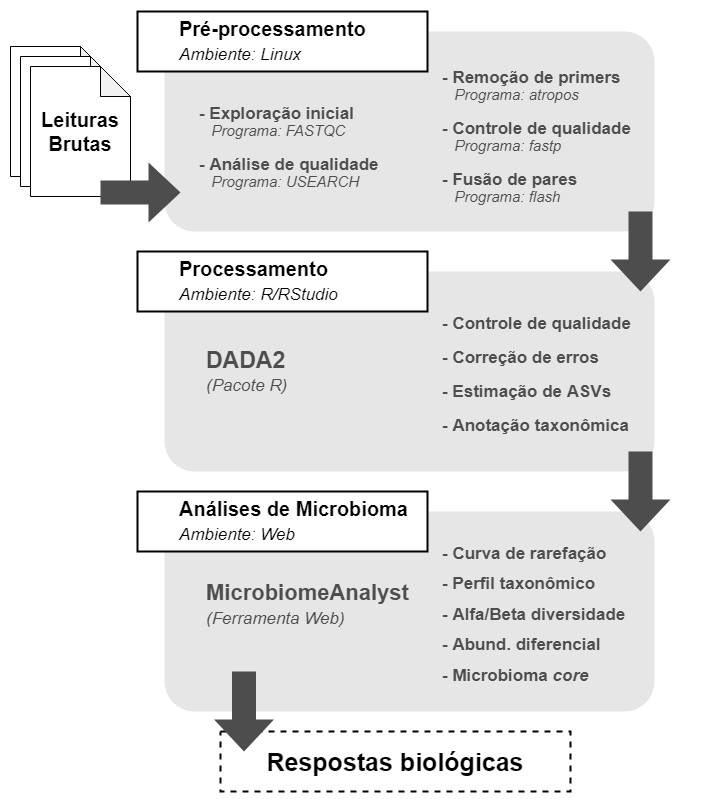 Leituras
Brutas
Pré-processamento
Ambiente: Linux
- Exploração inicial
Programa: FASTQC
- Análise de qualidade
Programa: USEARCH
- Remoção de primers
Programa: atropos
- Controle de qualidade
Programa: fastp
- Fusão de pares
Programa: flash
Processamento
Ambiente: R/RStudio
DADA2
(Pacote R)
- Controle de qualidade
- Correção de erros
- Estimação de ASVs
- Anotação taxonômica
Análises de Microbioma
Ambiente: Web
MicrobiomeAnalyst
(Ferramenta Web)
- Curva de rarefação
- Perfil taxonômico
- Alfa/Beta diversidade
- Abund. diferencial
- Microbioma core
Respostas biológicas